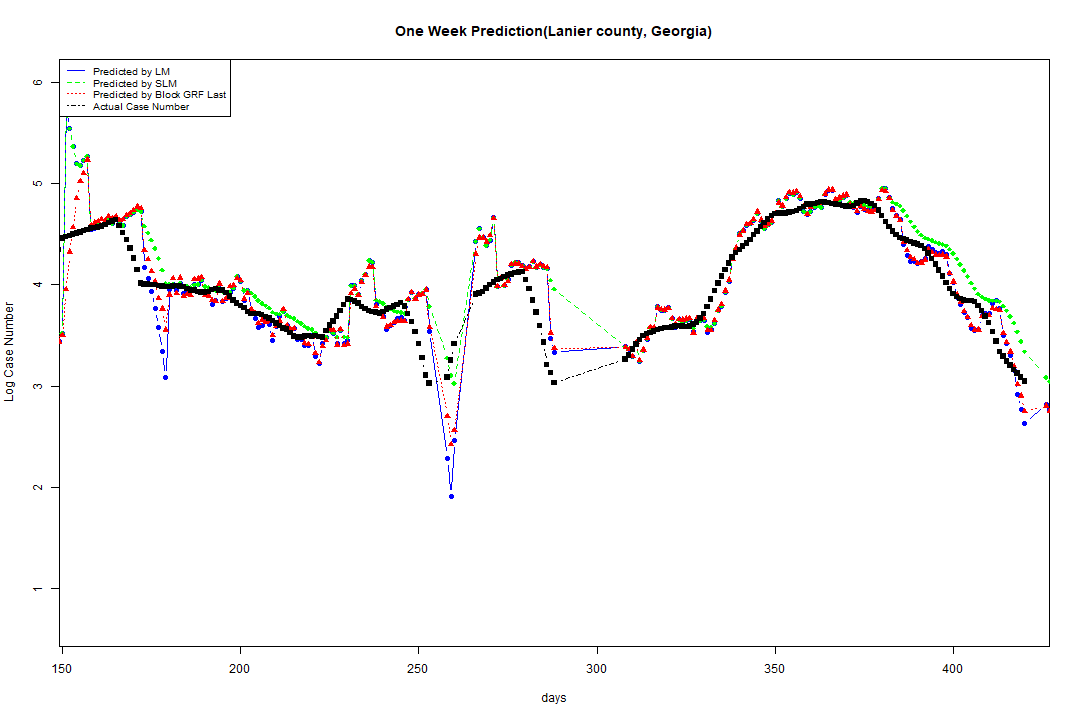 One Week Prediction(Lanier county, Georgia)
Predicted by LM
Predicted by SLM
Predicted by Block GRF Last
Actual Case Number
Log Case Number
6
5
4
3
2
1
150 200 250 300 350 400
days